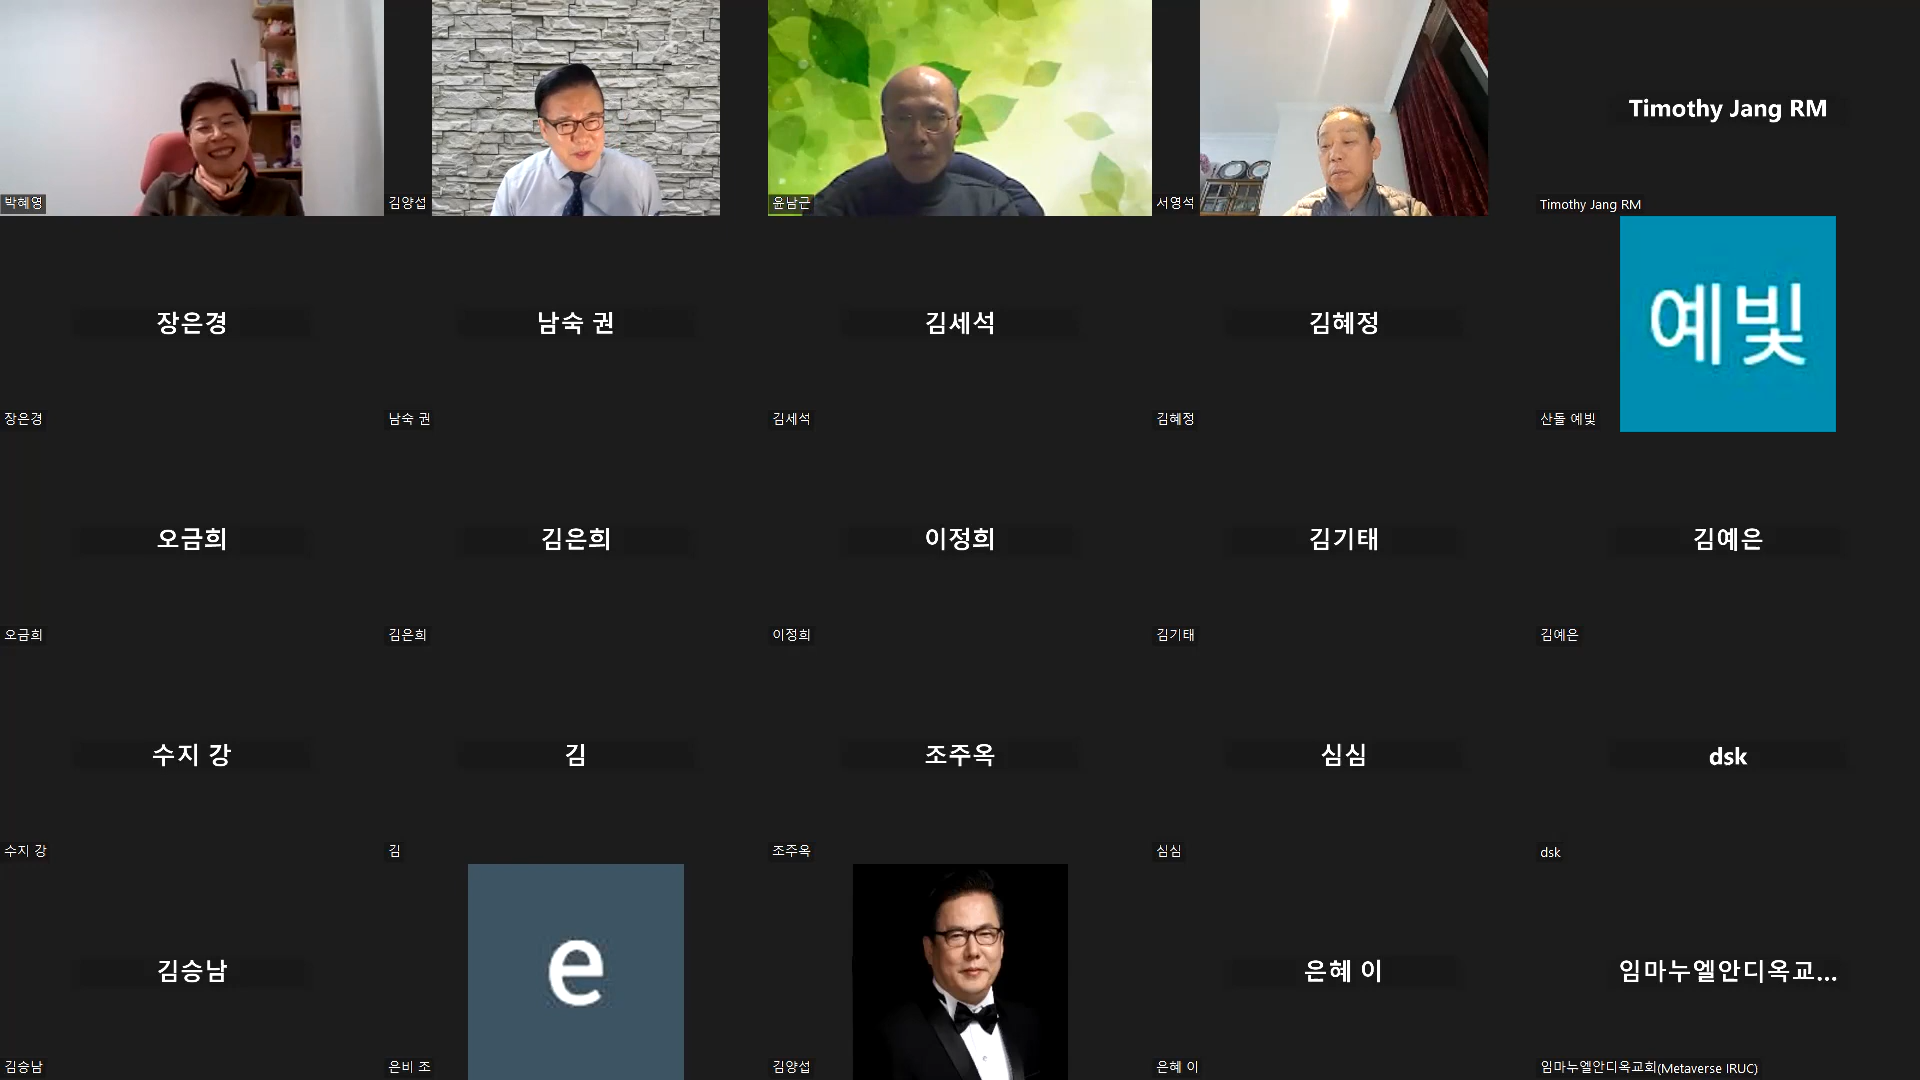 박혜영
김양섭
윤남근
서영석
Timothy Jang RM
Timothy Jang RM
장은경
남숙 권
김세석
김혜정
예빛
장은경
남숙 권
김세석
김혜정
산돌 예빛
오금희
김은희
이정희
김기태
김예은
오금희
김은희
이정희
김기태
김예은
수지 강
김
조주옥
심심
dsk
수지 강
김
조주옥
심심
dsk
김승남
e
은혜 이
임마누엘안디옥교...
김승남
은비 조
김양섭
은혜 이
임마누엘안디옥교회(Metaverse IRUC)